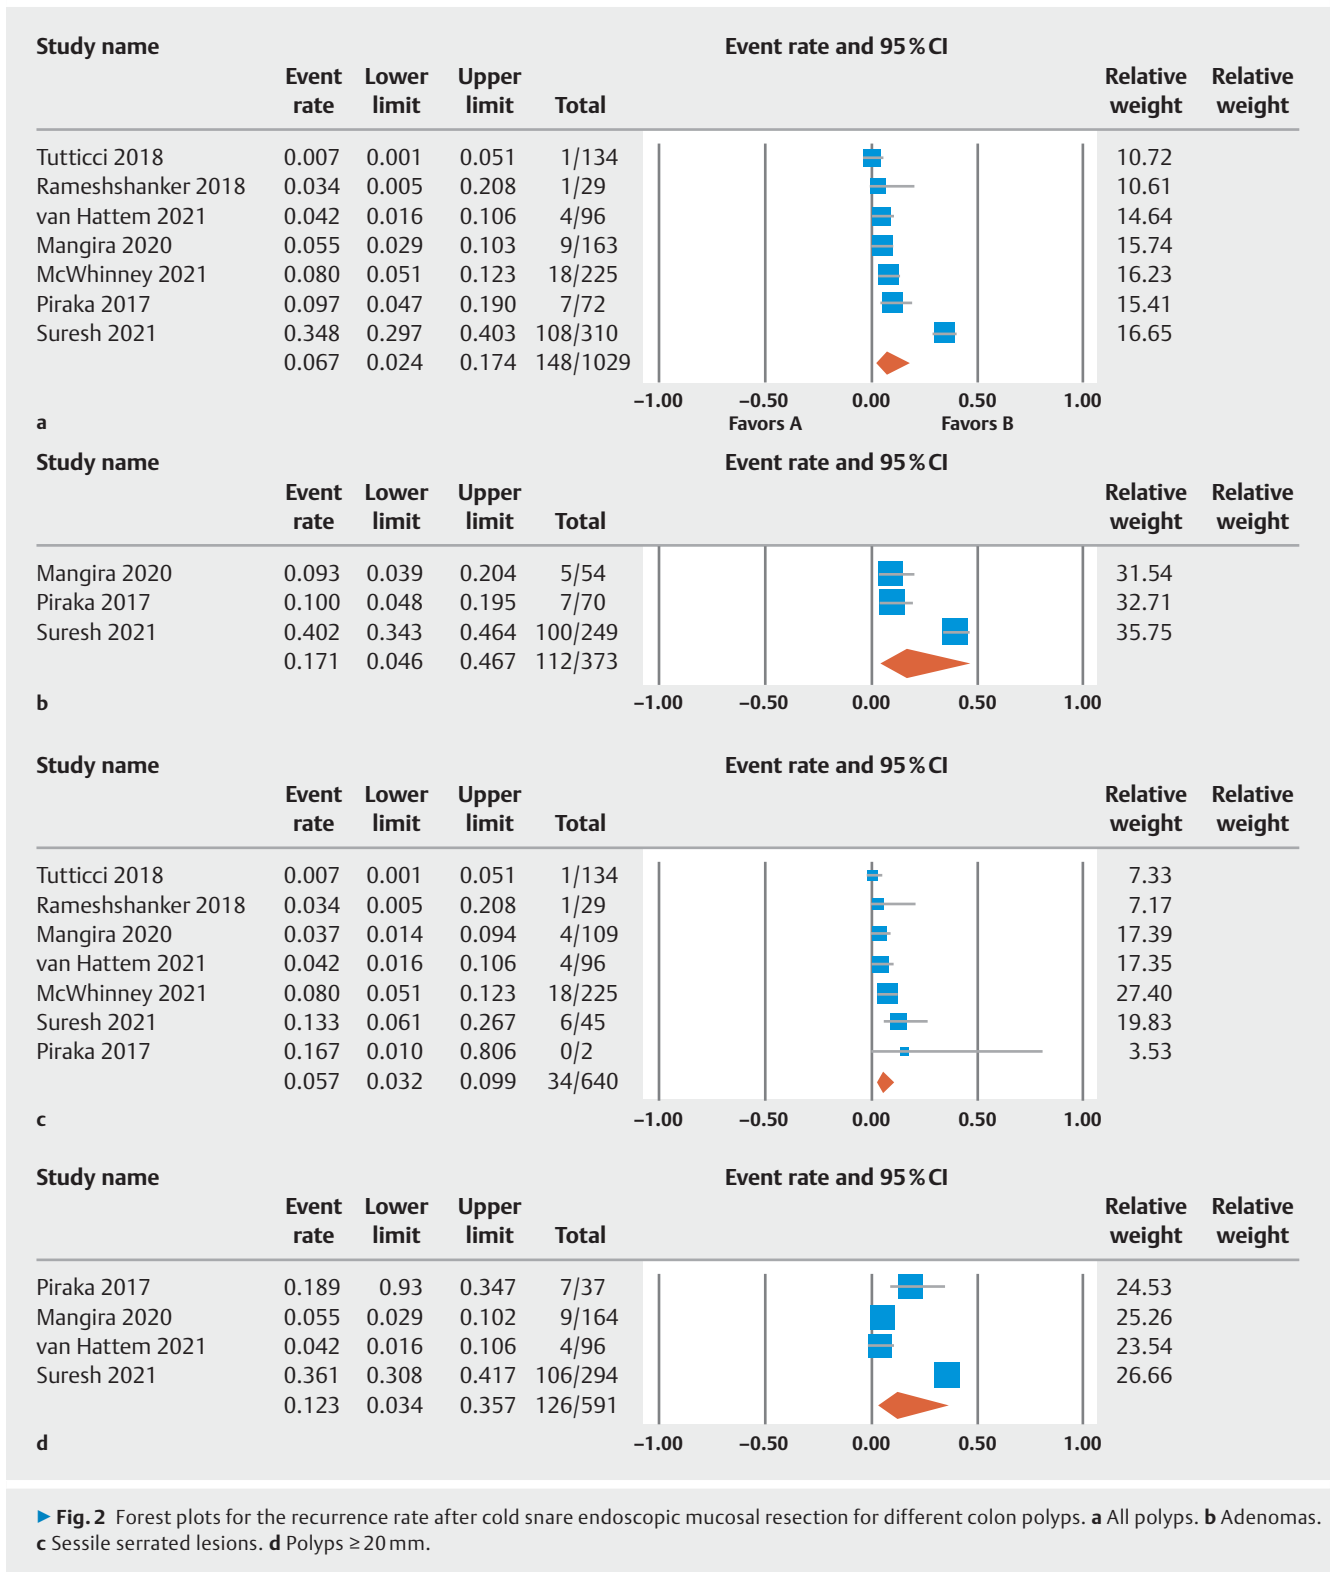 Study name Event rate and 95 % CI
Event Lower Upper Relative Relative
rate limit limit Total weight weight
Tutticci 2018 0.007 0.001 0.051 1/134 10.72
Rameshshanker 2018 0.034 0.005 0.208 1/29 10.61
van Hattem 2021 0.042 0.016 0.106 4/96 14.64
Mangira 2020 0.055 0.029 0.103 9/163 15.74
McWhinney 2021 0.080 0.051 0.123 18/225 16.23
Piraka 2017 0.097 0.047 0.190 7/72 15.41
Suresh 2021 0.348 0.297 0.403 108/310 16.65
0.067 0.024 0.174 148/1029
−1.00 −0.50 0.00 0.50 1.00
a Favors A Favors B
Study name Event rate and 95 % CI
Event Lower Upper Relative Relative
rate limit limit Total weight weight
Mangira 2020 0.093 0.039 0.204 5/54 31.54
Piraka 2017 0.100 0.048 0.195 7/70 32.71
Suresh 2021 0.402 0.343 0.464 100/249 35.75
0.171 0.046 0.467 112/373
b −1.00 −0.50 0.00 0.50 1.00
Study name Event rate and 95 % CI
Event Lower Upper Relative Relative
rate limit limit Total weight weight
Tutticci 2018 0.007 0.001 0.051 1/134 7.33
Rameshshanker 2018 0.034 0.005 0.208 1/29 7.17
Mangira 2020 0.037 0.014 0.094 4/109 17.39
van Hattem 2021 0.042 0.016 0.106 4/96 17.35
McWhinney 2021 0.080 0.051 0.123 18/225 27.40
Suresh 2021 0.133 0.061 0.267 6/45 19.83
Piraka 2017 0.167 0.010 0.806 0/2 3.53
0.057 0.032 0.099 34/640
c −1.00 −0.50 0.00 0.50 1.00
Study name Event rate and 95 % CI
Event Lower Upper Relative Relative
rate limit limit Total weight weight
Piraka 2017 0.189 0.93 0.347 7/37 24.53
Mangira 2020 0.055 0.029 0.102 9/164 25.26
van Hattem 2021 0.042 0.016 0.106 4/96 23.54
Suresh 2021 0.361 0.308 0.417 106/294 26.66
0.123 0.034 0.357 126/591
d −1.00 −0.50 0.00 0.50 1.00
▶ Fig. 2 Forest plots for the recurrence rate after cold snare endoscopic mucosal resection for different colon polyps. a All polyps. b Adenomas.
c Sessile serrated lesions. d Polyps ≥ 20 mm.